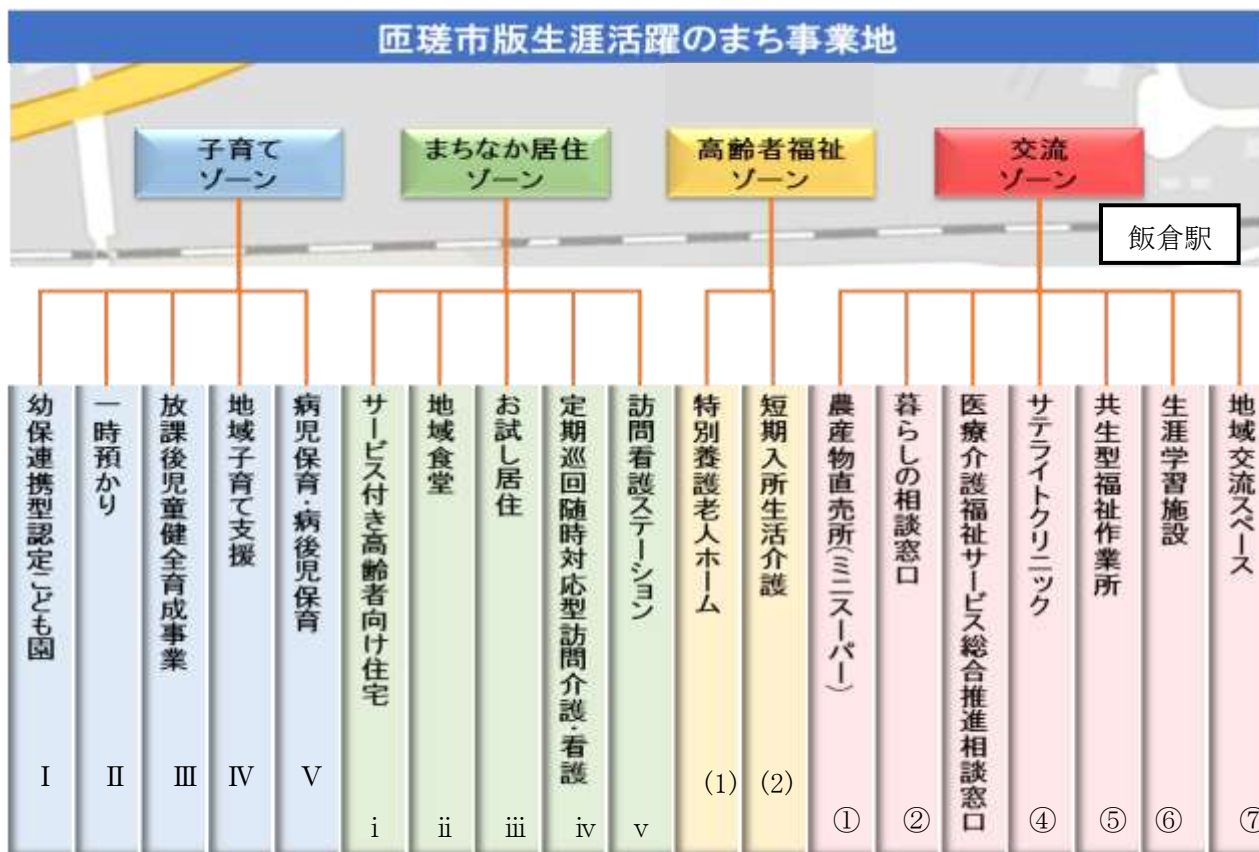 匝瑳市版生涯活躍のまち事業地
子育て
ゾーン
まちなか居住
ゾーン
高齢者福祉
ゾーン
交流
ゾーン
飯倉駅
幼保連携型認定こども園
Ⅰ
一時預かり
Ⅱ
放課後児童健全育成事業
Ⅲ
地域子育て支援
Ⅳ
病児保育・病後児保育
Ⅴ
サービス付き高齢者向け住宅
ⅰ
地域食堂
ⅱ
お試し居住
ⅲ
定期巡回随時対応型訪問介護・看護
ⅳ
訪問看護ステーション
ⅴ
特別養護老人ホーム
(1)
短期入所生活介護
(2)
農産物直売所(ミニスーパー)
①
暮らしの相談窓口
②
医療介護福祉サービス総合推進相談窓口
サテライトクリニック
④
共生型福祉作業所
⑤
生涯学習施設
⑥
地域交流スペース
⑦